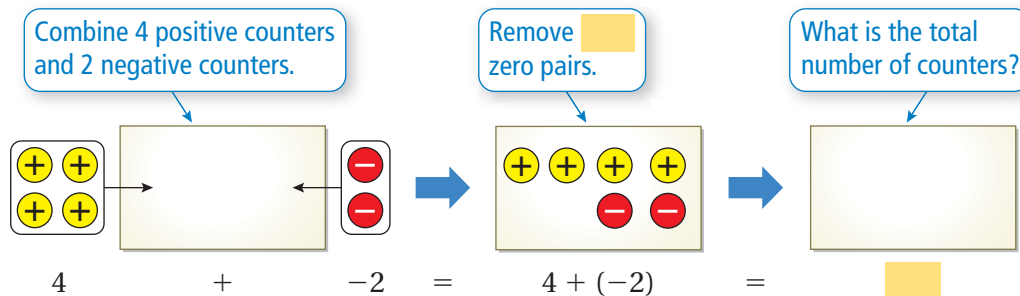 Combine 4 positive counters
and 2 negative counters.
Remove
zero pairs.
What is the total
number of counters?
+ + + + + +
+ + − −
− −
4 + −2 = 4 + (−2) =